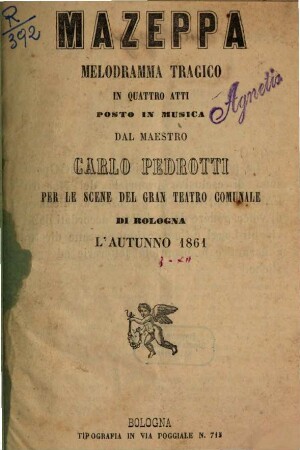 R/392
MAZEPPA
MELODRAMMA TRAGICO
IN QUATTRO ATTI
POSTO IN MUSICA
Agnelis
DAL MAESTRO
CARLO PEDROTTI
PER LE SCENE DEL GRAN TEATRO COMUNALE
DI BOLOGNA
L'AUTUNNO 1861
BOLOGNA
TIPOGRAFIA IN VIA POGGIALE N. 715